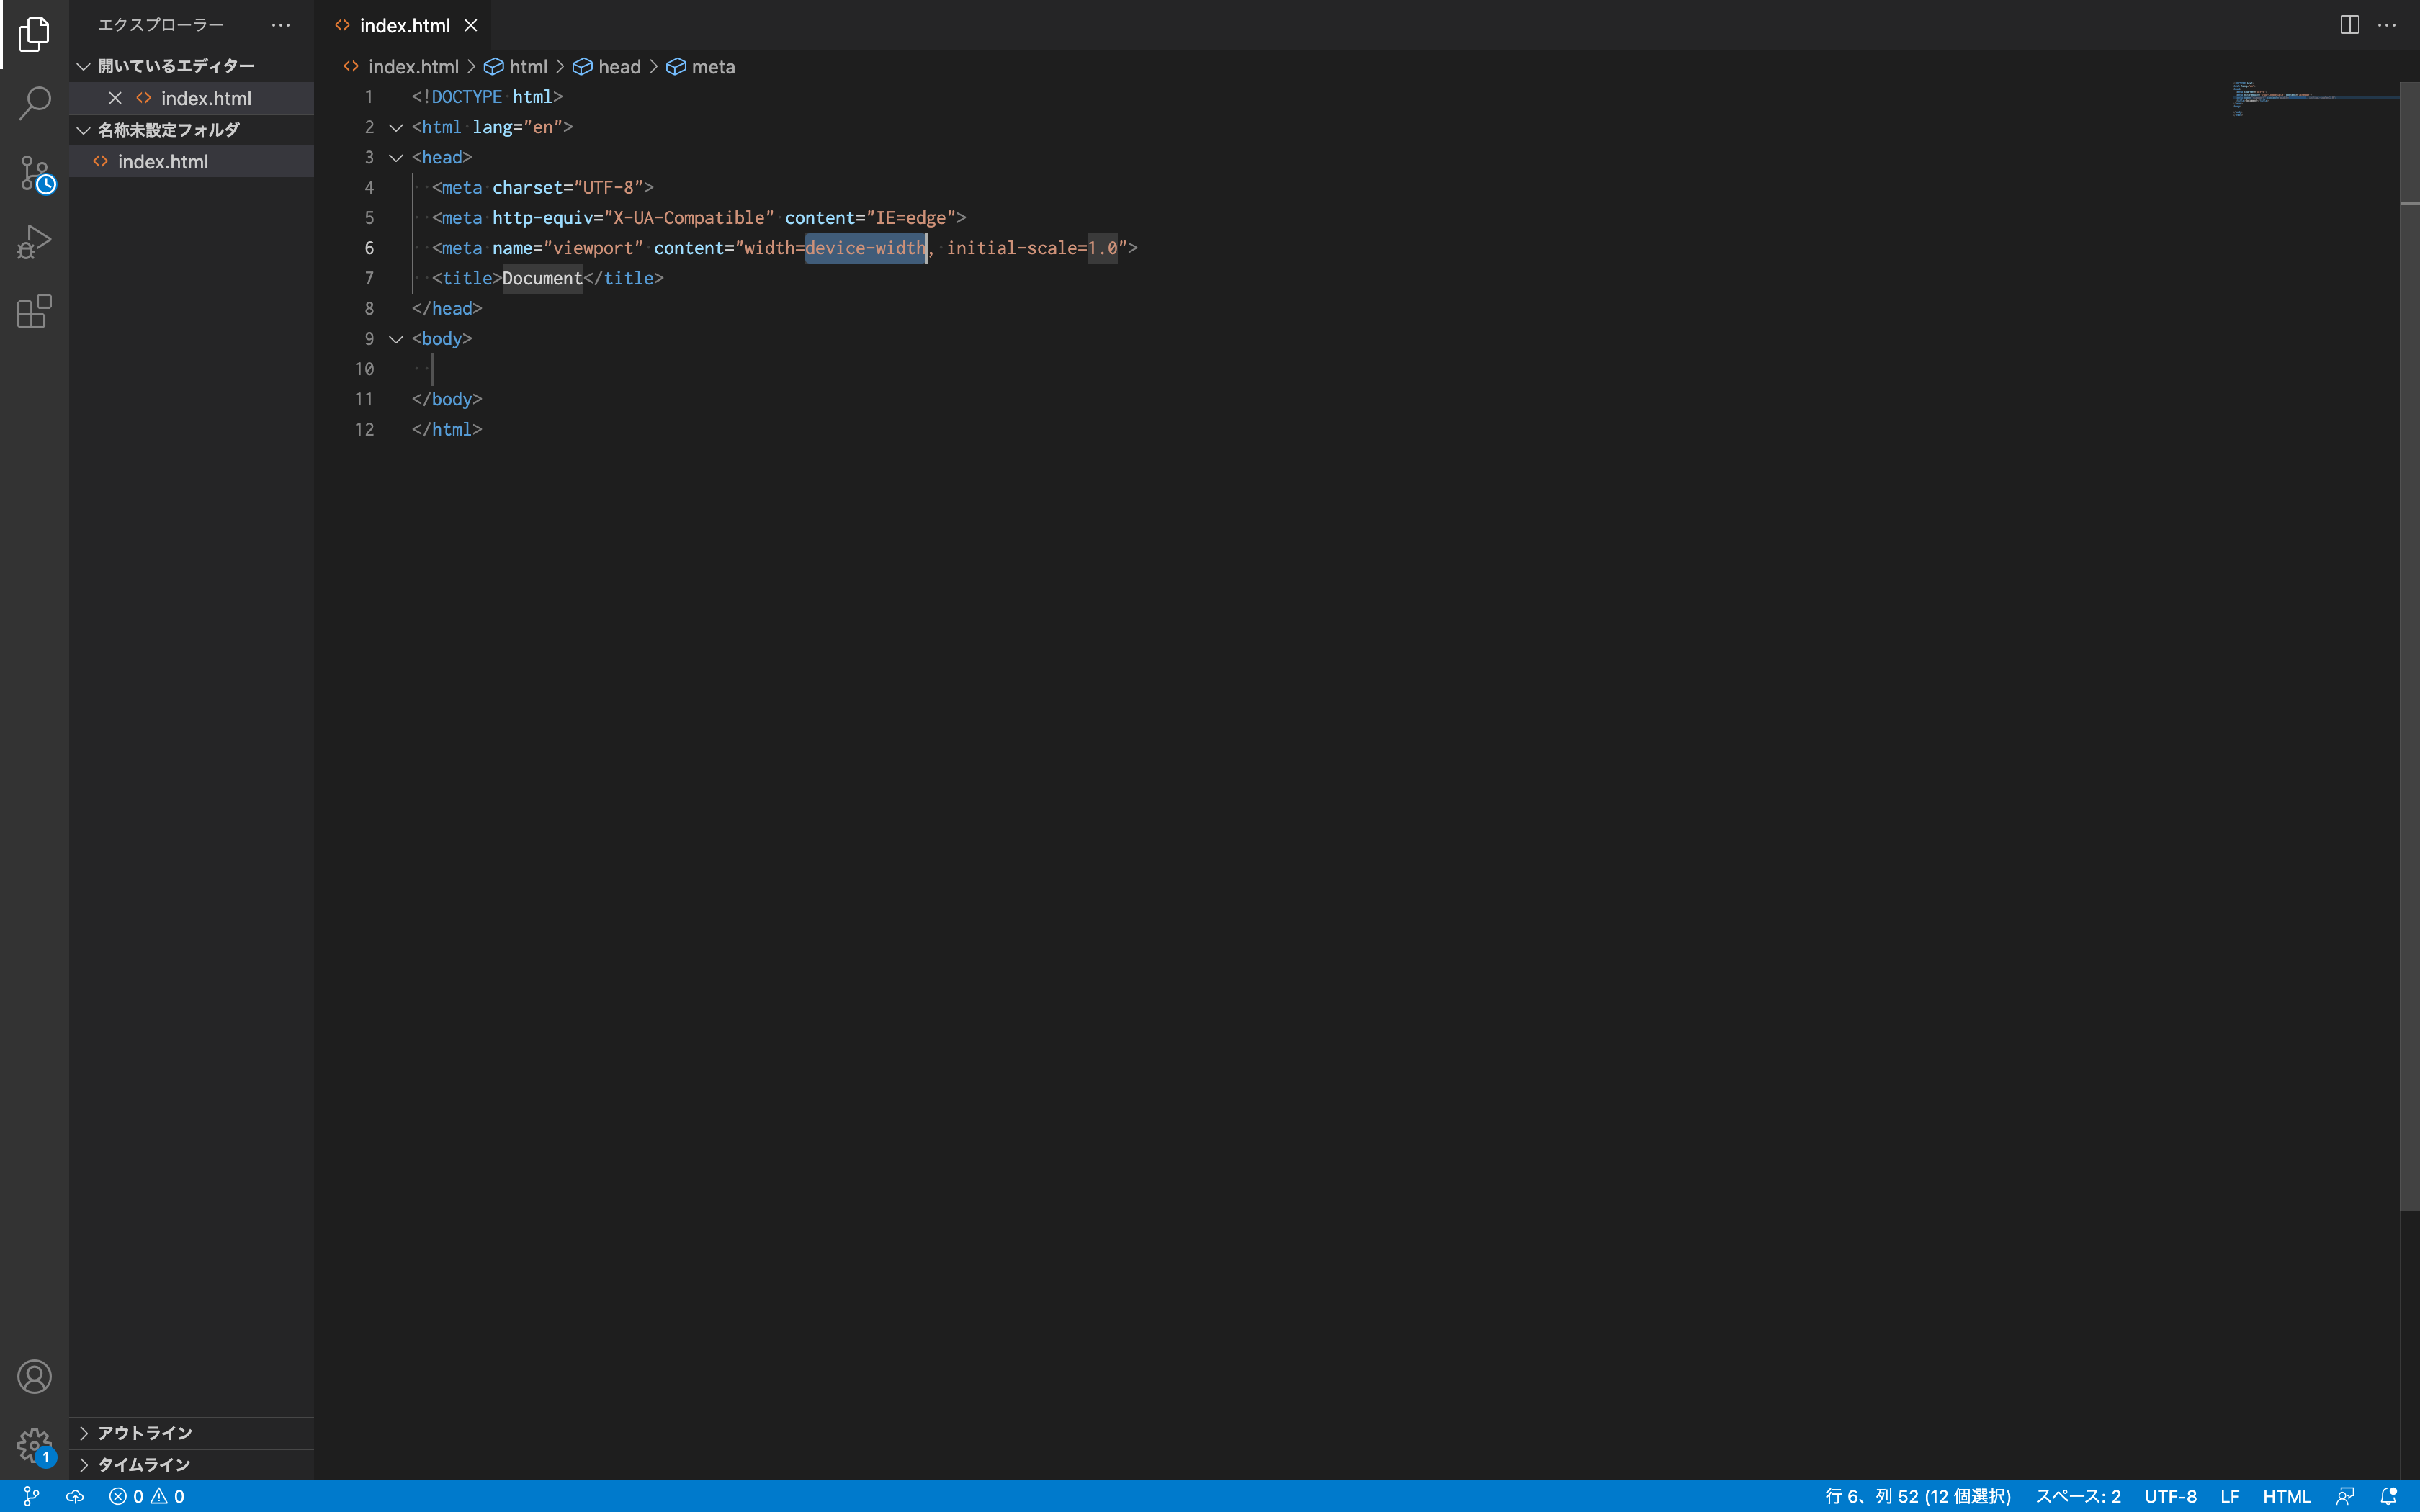 エクスプローラー
開いているエディター
index.html
名称未設定フォルダ
index.html
アウトライン
タイムライン
index.html
index.html > html > head > meta
1 <!DOCTYPE html>
2 <html lang="en">
3 <head>
4 <meta charset="UTF-8">
5 <meta http-equiv="X-UA-Compatible" content="IE=edge">
6 <meta name="viewport" content="width=device-width, initial-scale=1.0">
7 <title>Document</title>
8 </head>
9 <body>
10
11 </body>
12 </html>
1
0 0 行 6、列 52 (12 個選択) スペース: 2 UTF-8 LF HTML